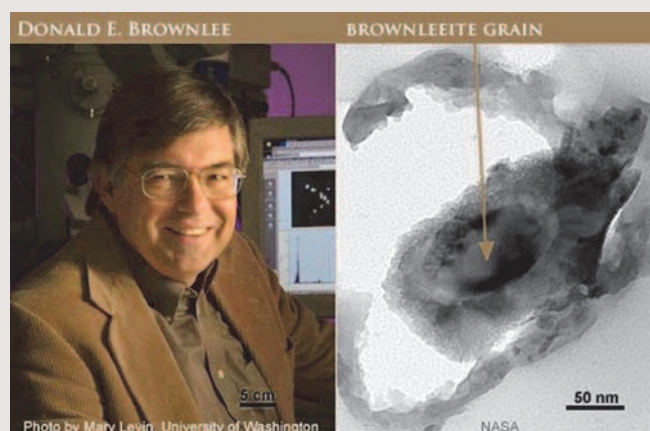 DONALD E. BROWNLEE
BROWNLEEITE GRAIN
5 cm
50 nm
Photo by Mary Levin, University of Washington
NASA